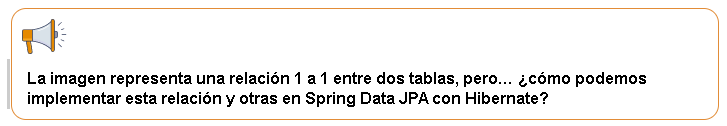 La imagen representa una relación 1 a 1 entre dos tablas, pero... ¿cómo podemos
implementar esta relación y otras en Spring Data JPA con Hibernate?